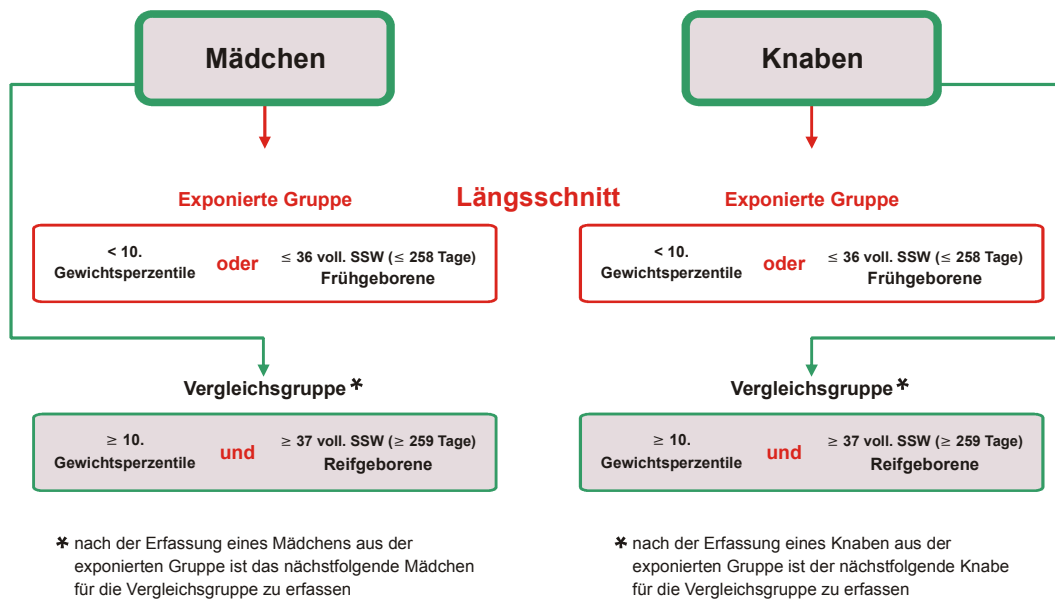 Mädchen
Knaben
Längsschnitt
Exponierte Gruppe
< 10.
Gewichtsperzentile
oder
≤ 36 voll. SSW (≤ 258 Tage)
Frühgeborene
Vergleichsgruppe *
≥ 10.
Gewichtsperzentile
und
≥ 37 voll. SSW (≥ 259 Tage)
Reifgeborene
* nach der Erfassung eines Mädchens aus der
exponierten Gruppe ist das nächstfolgende Mädchen
für die Vergleichsgruppe zu erfassen
Exponierte Gruppe
< 10.
Gewichtsperzentile
oder
≤ 36 voll. SSW (≤ 258 Tage)
Frühgeborene
Vergleichsgruppe *
≥ 10.
Gewichtsperzentile
und
≥ 37 voll. SSW (≥ 259 Tage)
Reifgeborene
* nach der Erfassung eines Knaben aus der
exponierten Gruppe ist der nächstfolgende Knabe
für die Vergleichsgruppe zu erfassen